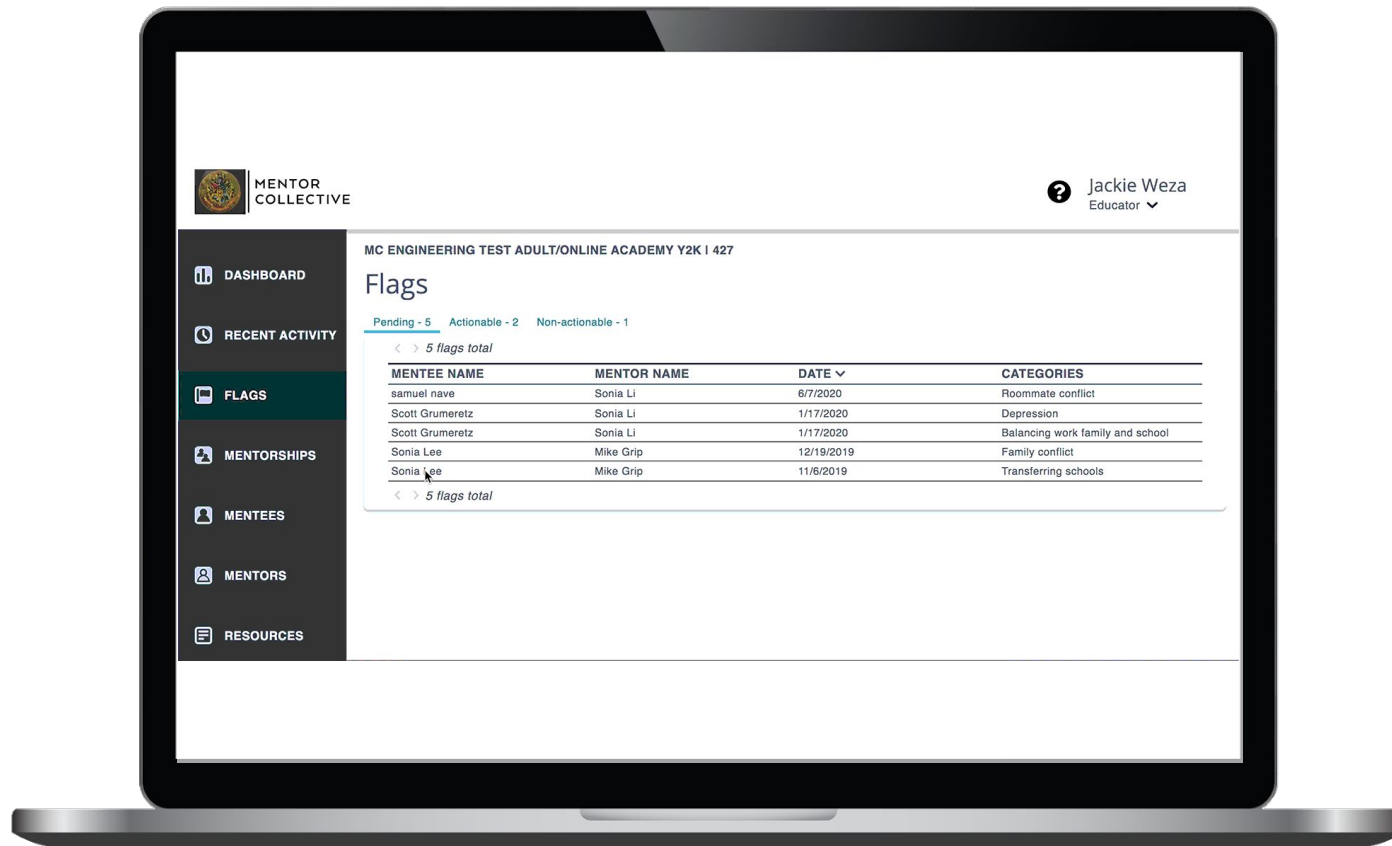 MENTOR
COLLECTIVE
Jackie Weza
Educator
DASHBOARD
RECENT ACTIVITY
FLAGS
MENTORSHIPS
MENTEES
MENTORS
RESOURCES
MC ENGINEERING TEST ADULT/ONLINE ACADEMY Y2K | 427
Flags
Pending - 5 Actionable - 2 Non-actionable - 1
< > 5 flags total
MENTEE NAME MENTOR NAME DATE CATEGORIES
samuel nave Sonia Li 6/7/2020 Roommate conflict
Scott Grumeretz Sonia Li 1/17/2020 Depression
Scott Grumeretz Sonia Li 1/17/2020 Balancing work family and school
Sonia Lee Mike Grip 12/19/2019 Family conflict
Sonia Lee Mike Grip 11/6/2019 Transferring schools
< > 5 flags total